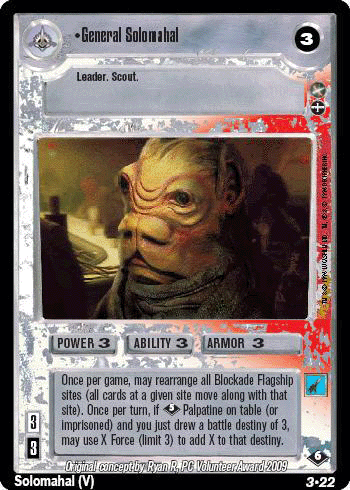 •General Solomahal
3
Leader. Scout.
POWER 3 ABILITY 3 ARMOR 3
Once per game, may rearrange all Blockade Flagship
sites (all cards at a given site move along with that
site). Once per turn, if Palpatine on table (or
imprisoned) and you just drew a battle destiny of 3,
may use X Force (limit 3) to add X to that destiny.
3
3
6
Original concept by Ryan R, PC Volunteer Award 2009
Solomahal (V) 3•22